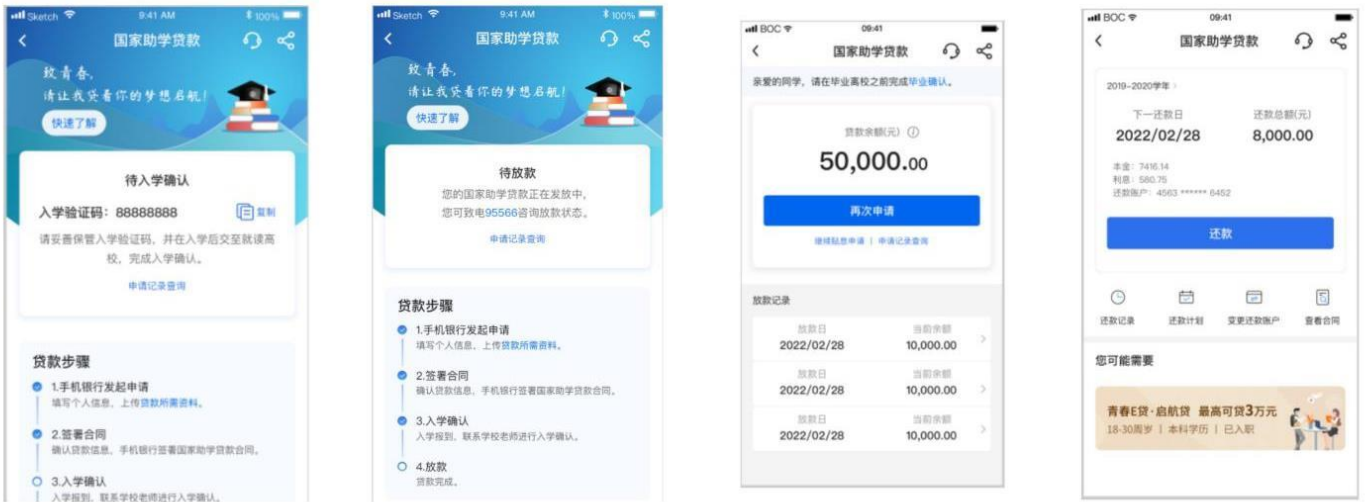 Sketch
9:41 AM
100%
国家助学贷款
致青春,
请让我贷着你的梦想启航!
快速了解
待入学确认
入学验证码: 88888888
复制
请妥善保管入学验证码, 并在入学后交至就读高
校, 完成入学确认。
申请记录查询
贷款步骤
1.手机银行发起申请
填写个人信息、上传贷款所需资料。
2.签署合同
确认贷款信息, 手机银行签署国家助学贷款合同。
3.入学确认
入学报到, 联系学校老师进行入学确认。
Sketch
9:41 AM
100%
国家助学贷款
致青春,
请让我贷着你的梦想启航!
快速了解
待放款
您的国家助学贷款正在发放中,
您可致电95566咨询放款状态。
申请记录查询
贷款步骤
1.手机银行发起申请
填写个人信息、上传贷款所需资料。
2.签署合同
确认贷款信息, 手机银行签署国家助学贷款合同。
3.入学确认
入学报到、联系学校老师进行入学确认。
4.放款
贷款完成。
BOC
09:41
国家助学贷款
亲爱的同学, 请在毕业离校之前完成毕业确认。
贷款余额(元)
50,000.00
再次申请
继续贴息申请 | 申请记录查询
放款记录
放款日 当前余额
2022/02/28 10,000.00
放款日 当前余额
2022/02/28 10,000.00
放款日 当前余额
2022/02/28 10,000.00
BOC
09:41
国家助学贷款
2019-2020学年
下一还款日 还款总额(元)
2022/02/28 8,000.00
本金: 7416.14
利息: 580.75
还款账户: 4563 ****** 6452
还款
还款记录 还款计划 变更还款账户 查看合同
您可能需要
青春E贷·启航贷 最高可贷3万元
18-30周岁 | 本科学历 | 已入职